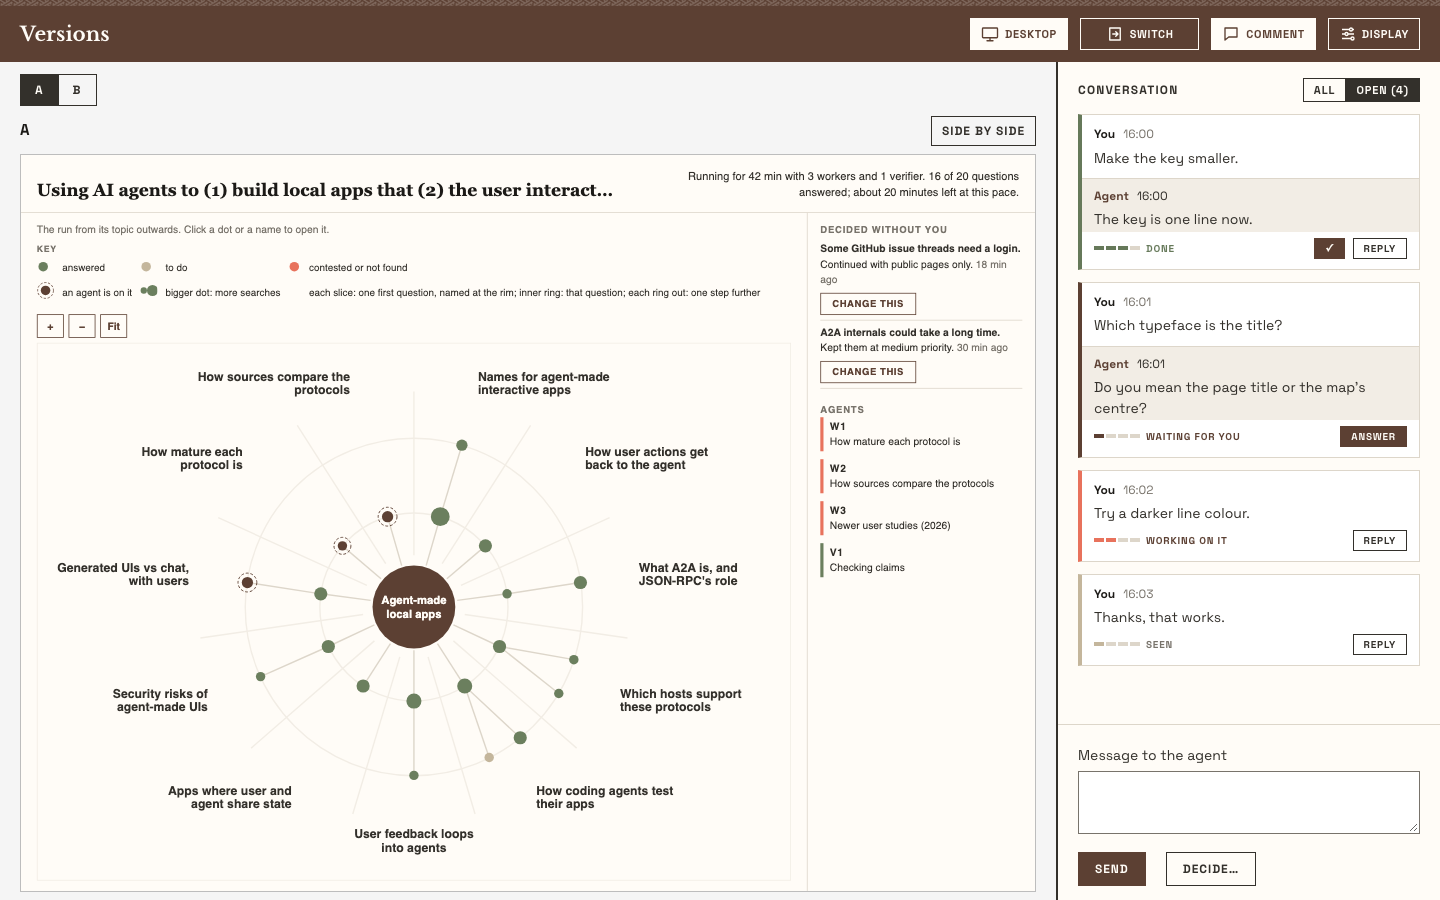 Versions
DESKTOP
SWITCH
COMMENT
DISPLAY
A
B
A
SIDE BY SIDE
Using AI agents to (1) build local apps that (2) the user interact...
Running for 42 min with 3 workers and 1 verifier. 16 of 20 questions
answered; about 20 minutes left at this pace.
The run from its topic outwards. Click a dot or a name to open it.
KEY
answered
to do
contested or not found
an agent is on it
bigger dot: more searches
each slice: one first question, named at the rim; inner ring: that question; each ring out: one step further
+
−
Fit
How sources compare the
protocols
Names for agent-made
interactive apps
How mature each
protocol is
How user actions get
back to the agent
Generated UIs vs chat,
with users
Agent-made
local apps
What A2A is, and
JSON-RPC's role
Security risks of
agent-made UIs
Which hosts support
these protocols
Apps where user and
agent share state
How coding agents test
their apps
User feedback loops
into agents
DECIDED WITHOUT YOU
Some GitHub issue threads need a login.
Continued with public pages only. 18 min
ago
CHANGE THIS
A2A internals could take a long time.
Kept them at medium priority. 30 min ago
CHANGE THIS
AGENTS
W1
How mature each protocol is
W2
How sources compare the protocols
W3
Newer user studies (2026)
V1
Checking claims
CONVERSATION
ALL
OPEN (4)
You 16:00
Make the key smaller.
Agent 16:00
The key is one line now.
DONE
✓
REPLY
You 16:01
Which typeface is the title?
Agent 16:01
Do you mean the page title or the map's
centre?
WAITING FOR YOU
ANSWER
You 16:02
Try a darker line colour.
WORKING ON IT
REPLY
You 16:03
Thanks, that works.
SEEN
REPLY
Message to the agent
SEND
DECIDE…